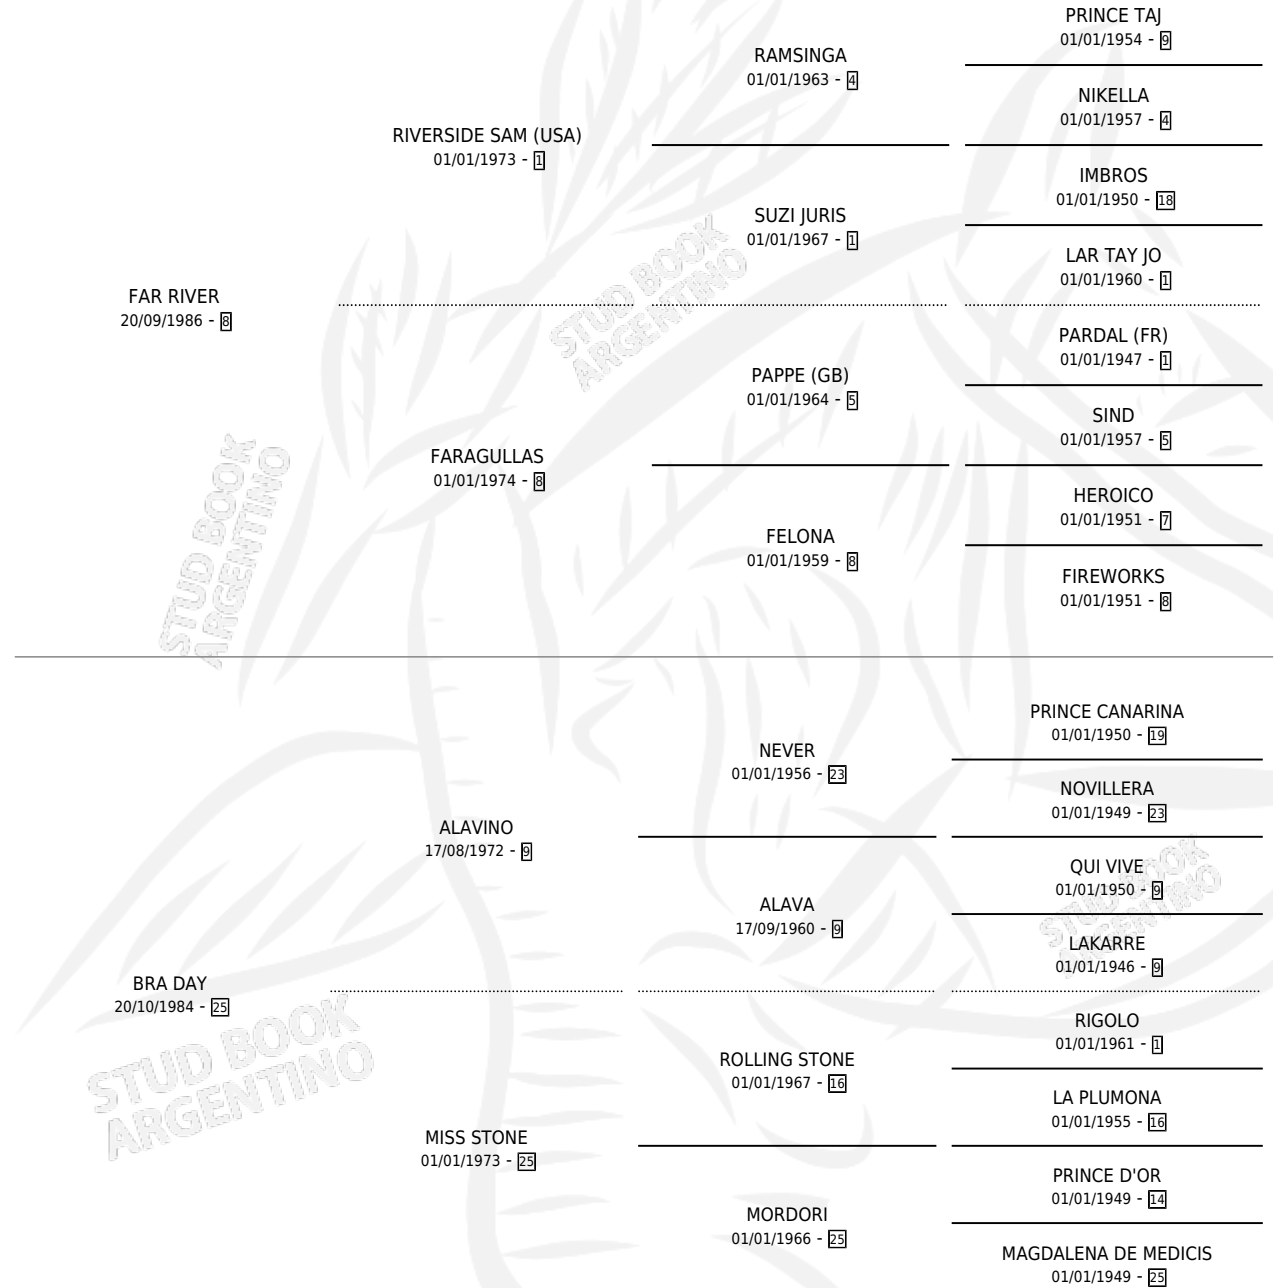 PRINCE TAJ
01/01/1954 - 9
RAMSINGA
01/01/1963 - 4
NIKELLA
01/01/1957 - 4
RIVERSIDE SAM (USA)
01/01/1973 - 1
IMBROS
01/01/1950 - 18
SUZI JURIS
01/01/1967 - 1
LAR TAY JO
01/01/1960 - 1
FAR RIVER
20/09/1986 - 8
PARDAL (FR)
01/01/1947 - 1
PAPPE (GB)
01/01/1964 - 5
SIND
01/01/1957 - 5
FARAGULLAS
01/01/1974 - 8
HEROICO
01/01/1951 - 7
FELONA
01/01/1959 - 8
FIREWORKS
01/01/1951 - 8
STUD BOOK
ARGENTINO
STUD BOOK
ARGENTINO
PRINCE CANARINA
01/01/1950 - 19
NEVER
01/01/1956 - 23
NOVILLERA
01/01/1949 - 23
ALAVINO
17/08/1972 - 9
QUI VIVE
01/01/1950 - 9
ALAVA
17/09/1960 - 9
LAKARRE
01/01/1946 - 9
BRA DAY
20/10/1984 - 25
RIGOLO
01/01/1961 - 1
ROLLING STONE
01/01/1967 - 16
LA PLUMONA
01/01/1955 - 16
MISS STONE
01/01/1973 - 25
PRINCE D'OR
01/01/1949 - 14
MORDORI
01/01/1966 - 25
MAGDALENA DE MEDICIS
01/01/1949 - 25
STUD BOOK
ARGENTINO
STUD BOOK
ARGENTINO